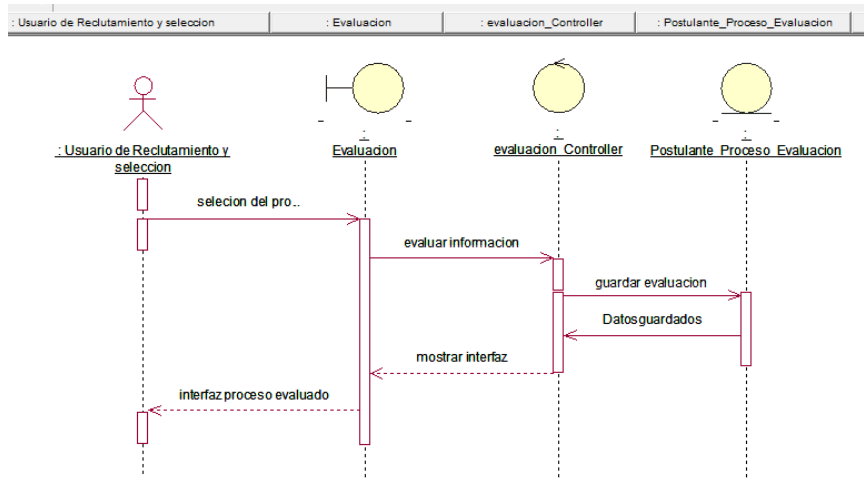 : Usuario de Reclutamiento y seleccion
: Evaluacion
: evaluacion_Controller
: Postulante_Proceso_Evaluacion
: Usuario de Reclutamiento y
seleccion
:
Evaluacion
:
evaluacion_Controller
:
Postulante_Proceso_Evaluacion
selecion del pro..
evaluar informacion
guardar evaluacion
Datosguardados
mostrar interfaz
interfaz proceso evaluado